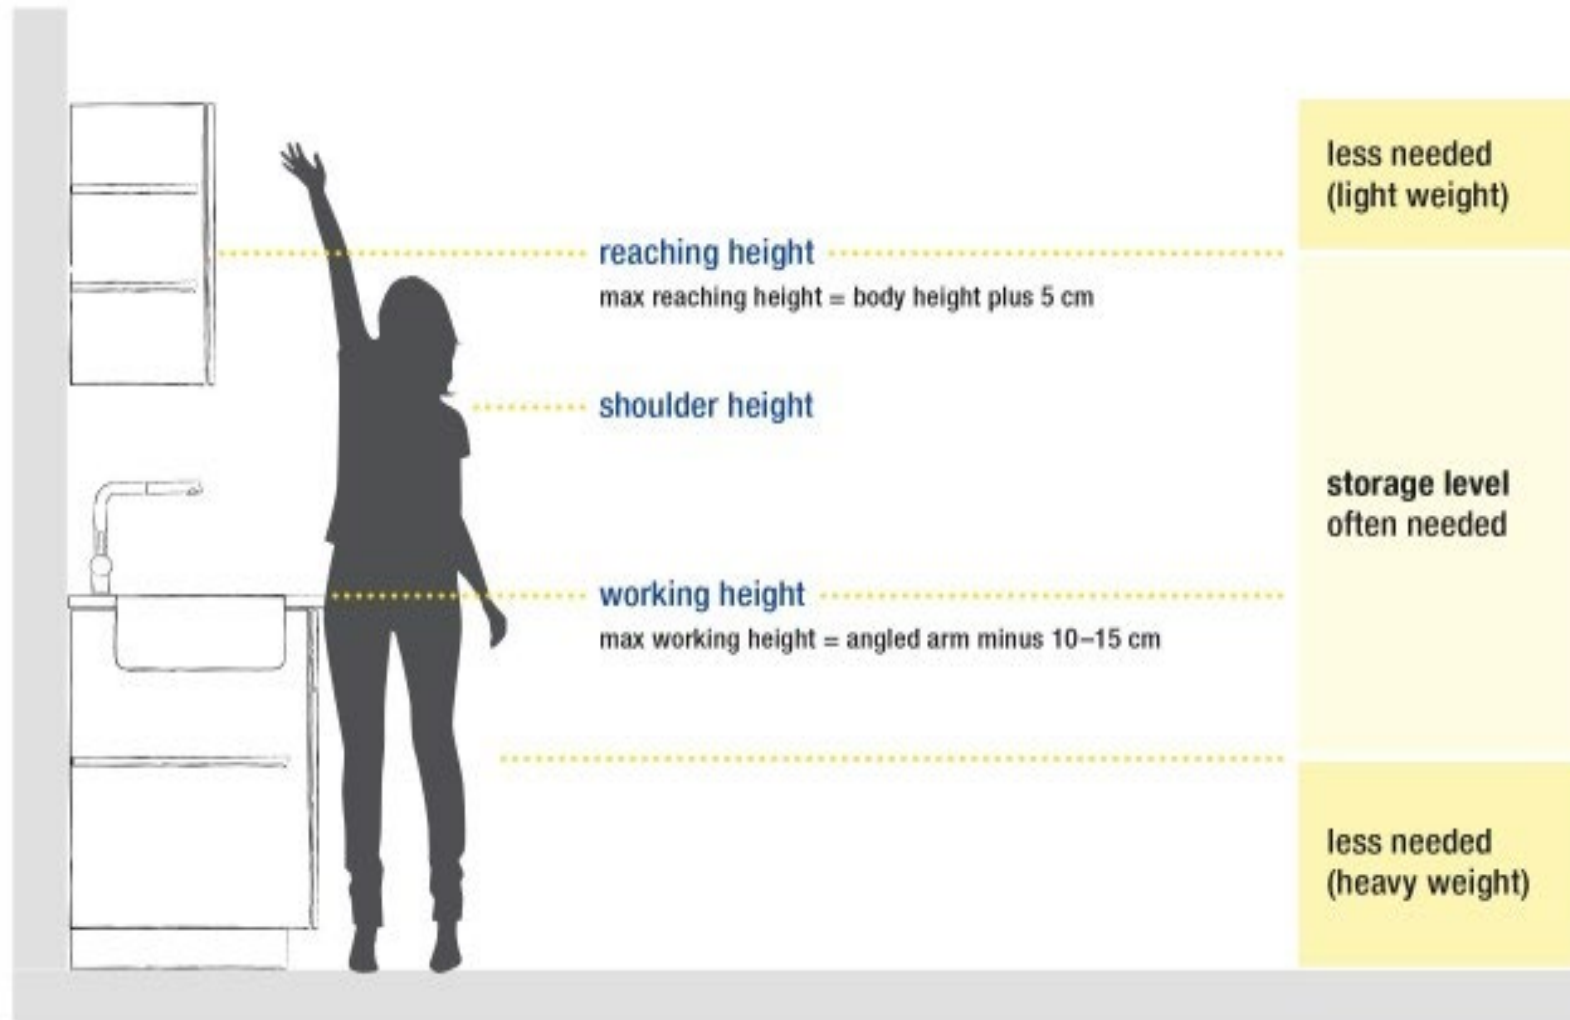 less needed
(light weight)
reaching height
max reaching height = body height plus 5 cm
shoulder height
storage level
often needed
working height
max working height = angled arm minus 10–15 cm
less needed
(heavy weight)